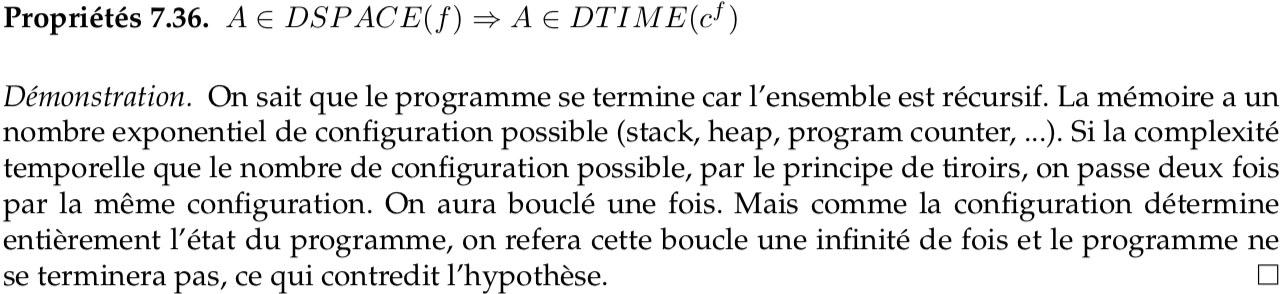 Propriétés 7.36. A ∈ DSPACE(f) ⇒ A ∈ DTIME(c^f)
Démonstration. On sait que le programme se termine car l'ensemble est récursif. La mémoire a un
nombre exponentiel de configuration possible (stack, heap, program counter, ...). Si la complexité
temporelle que le nombre de configuration possible, par le principe de tiroirs, on passe deux fois
par la même configuration. On aura bouclé une fois. Mais comme la configuration détermine
entièrement l'état du programme, on refera cette boucle une infinité de fois et le programme ne
se terminera pas, ce qui contredit l'hypothèse. □